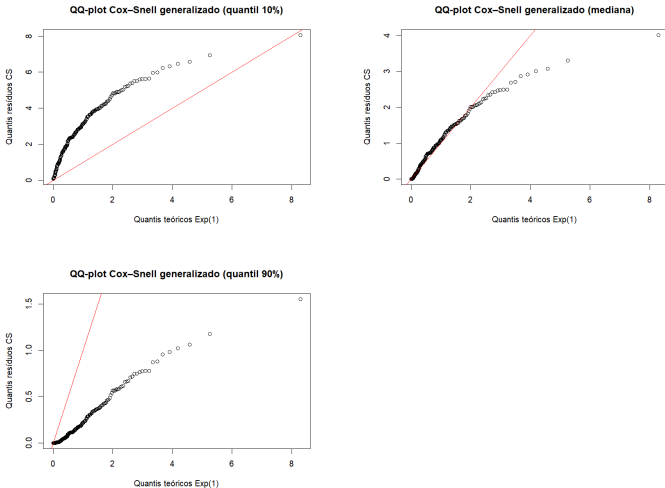 QQ-plot Cox–Snell generalizado (quantil 10%)
Quantis resíduos CS
8
6
4
2
0
0 2 4 6 8
Quantis teóricos Exp(1)
QQ-plot Cox–Snell generalizado (mediana)
Quantis resíduos CS
4
3
2
1
0
0 2 4 6 8
Quantis teóricos Exp(1)
QQ-plot Cox–Snell generalizado (quantil 90%)
Quantis resíduos CS
1.5
1.0
0.5
0.0
0 2 4 6 8
Quantis teóricos Exp(1)